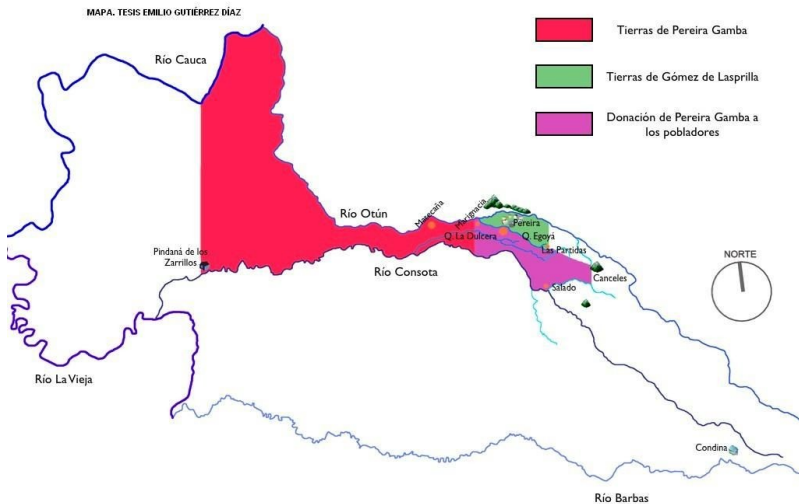 MAPA. TESIS EMILIO GUTIÉRREZ DÍAZ
Tierras de Pereira Gamba
Río Cauca
Tierras de Gómez de Lasprilla
Donación de Pereira Gamba a
los pobladores
Matecaña
Marignacia
Río Otún
Pereira
Q. La Dulcera
Q. Egoyá
Las Partidas
Pindaná de los
Zarrillos
Río Consota
Canceles
Salado
NORTE
Río La Vieja
Condina
Río Barbas